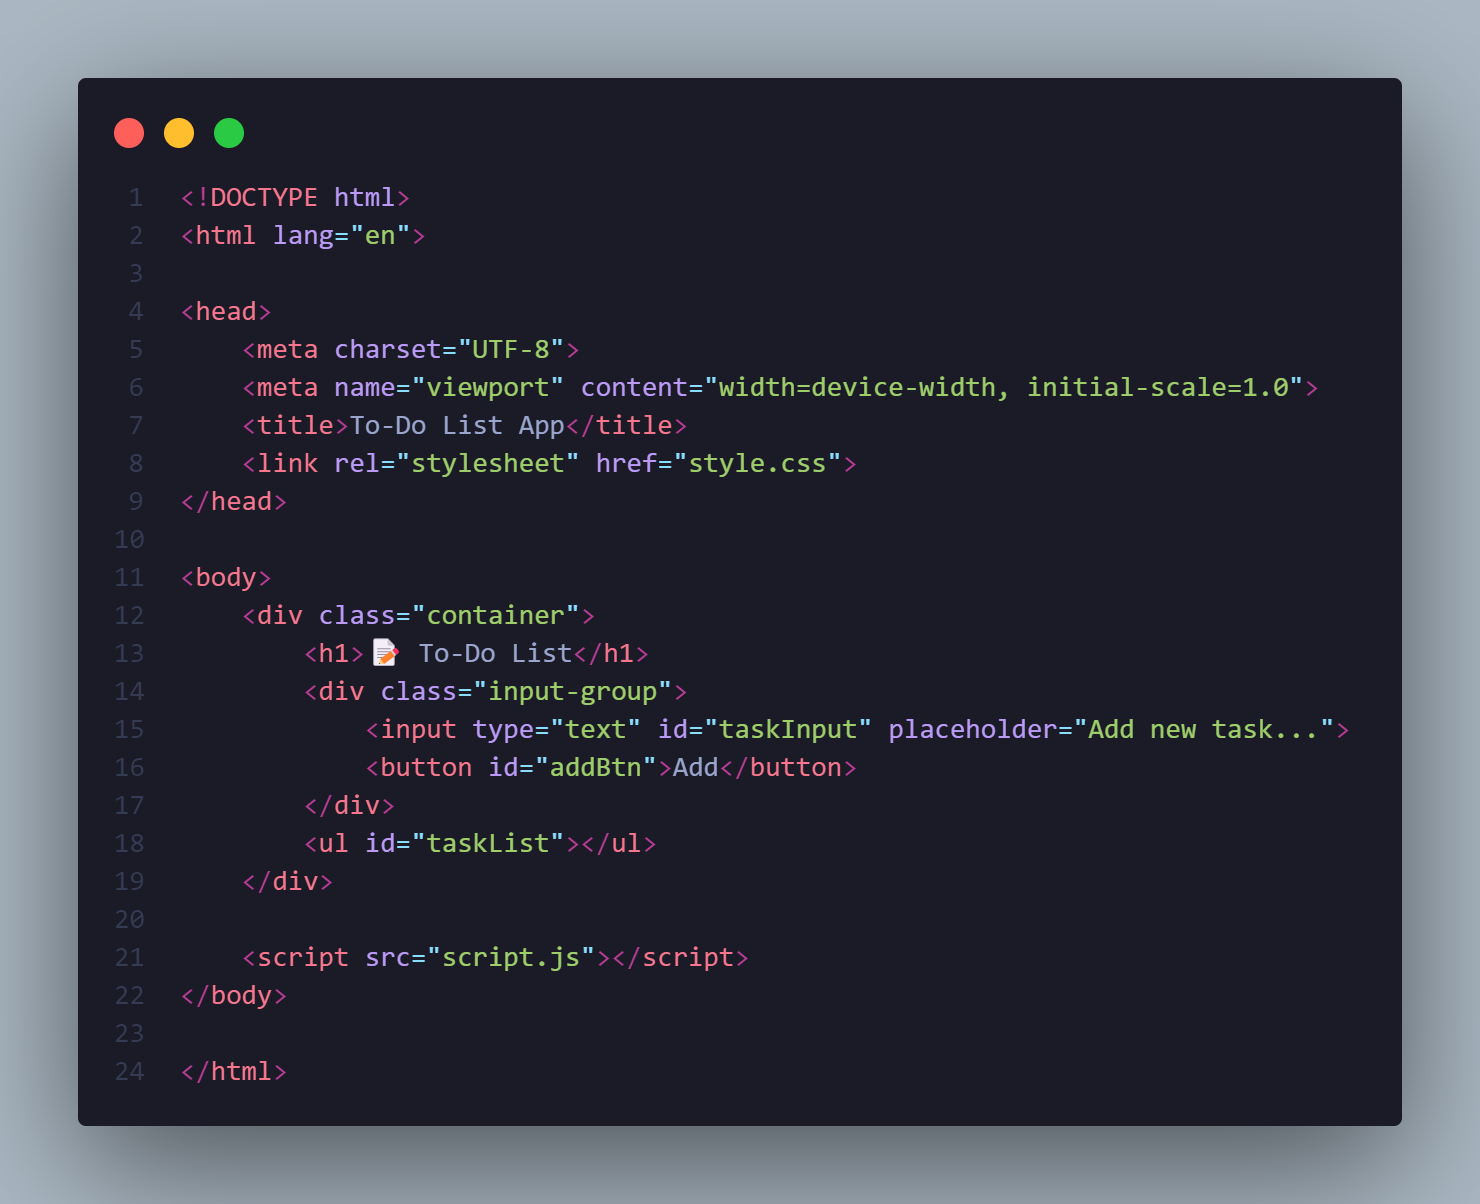 1 <!DOCTYPE html>
2 <html lang="en">
3
4 <head>
5     <meta charset="UTF-8">
6     <meta name="viewport" content="width=device-width, initial-scale=1.0">
7     <title>To-Do List App</title>
8     <link rel="stylesheet" href="style.css">
9 </head>
10
11 <body>
12     <div class="container">
13         <h1>📝 To-Do List</h1>
14         <div class="input-group">
15             <input type="text" id="taskInput" placeholder="Add new task...">
16             <button id="addBtn">Add</button>
17         </div>
18         <ul id="taskList"></ul>
19     </div>
20
21     <script src="script.js"></script>
22 </body>
23
24 </html>